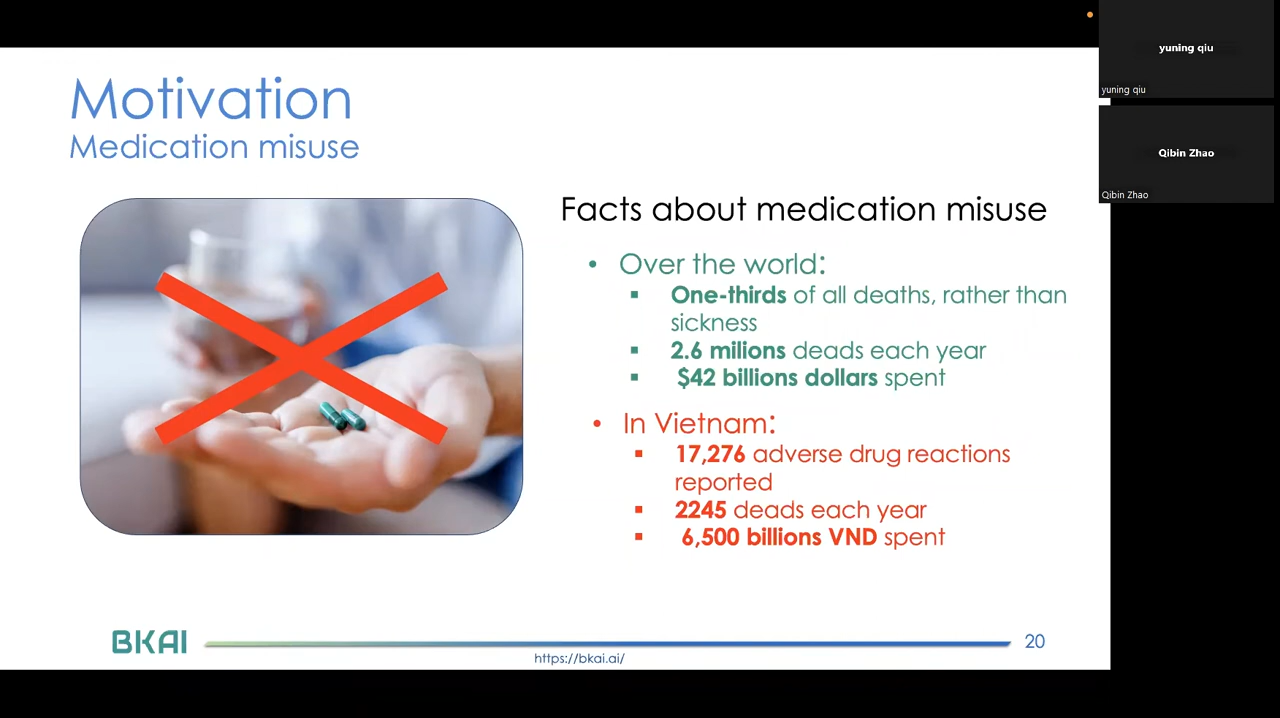 Motivation
Medication misuse
Facts about medication misuse
• Over the world:
▪ One-thirds of all deaths, rather than
sickness
▪ 2.6 milions deads each year
▪ $42 billions dollars spent
• In Vietnam:
▪ 17,276 adverse drug reactions
reported
▪ 2245 deads each year
▪ 6,500 billions VND spent
BKAI
https://bkai.ai/
20
yuning qiu
yuning qiu
Qibin Zhao
Qibin Zhao